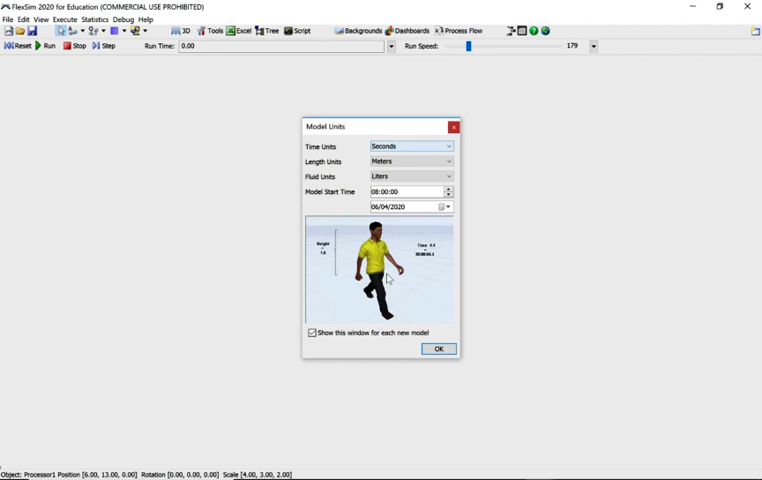 FlexSim 2020 for Education (COMMERCIAL USE PROHIBITED)
File Edit View Execute Statistics Debug Help
3D Tools Excel Tree Script Backgrounds Dashboards Process Flow
Reset Run Stop Step Run Time: 0.00 Run Speed: 179
Model Units
Time Units Seconds
Length Units Meters
Fluid Units Liters
Model Start Time 08:00:00
06/04/2020
Height
1.8
Show this window for each new model
OK
Object: Processor1 Position [6.00, 13.00, 0.00] Rotation [0.00, 0.00, 0.00] Scale [4.00, 3.00, 2.00]